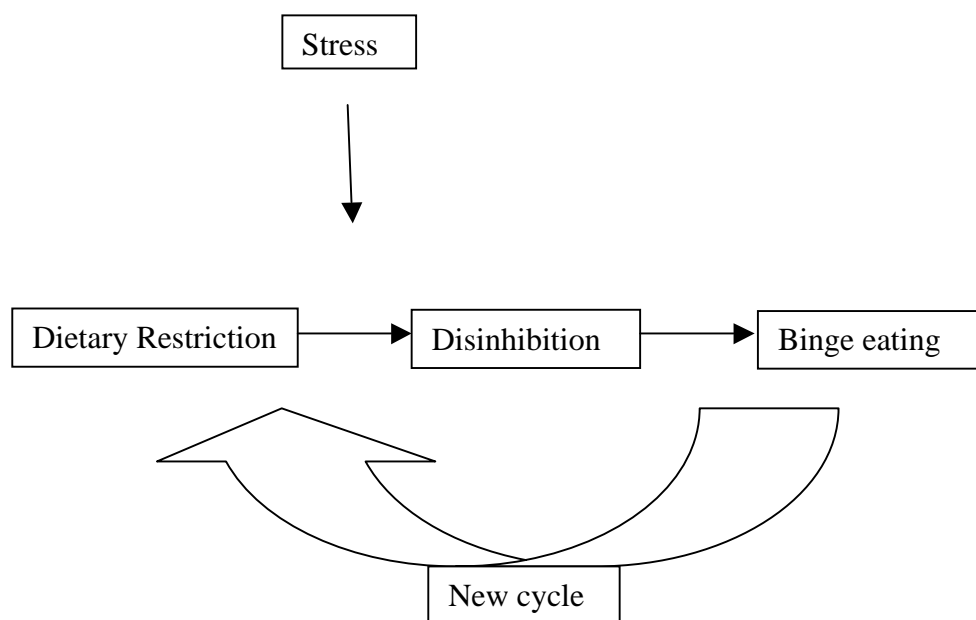 Stress
Dietary Restriction
Disinhibition
Binge eating
New cycle